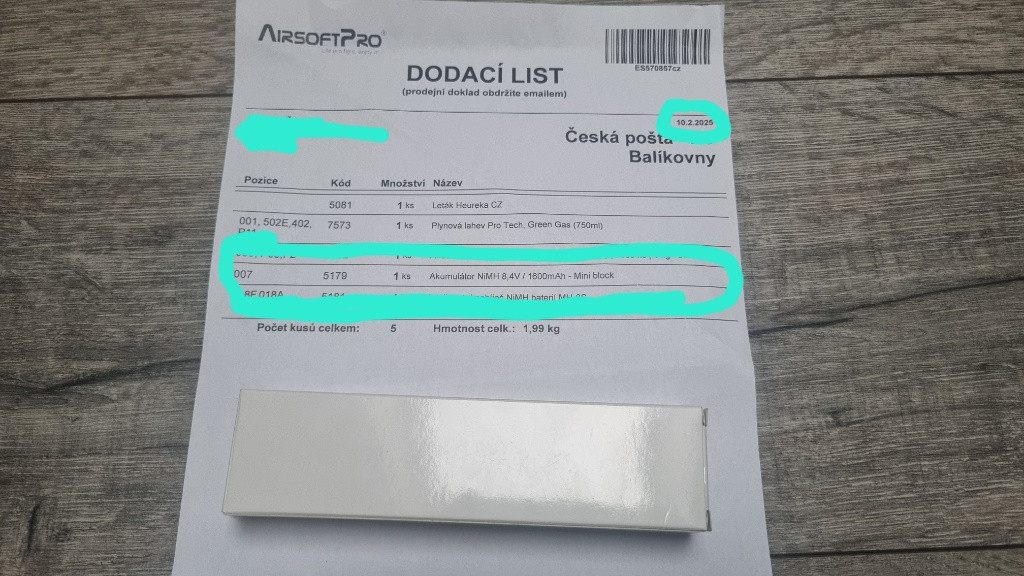 AIRSOFTPRO®
ES570857cz
DODACÍ LIST
(prodejní doklad obdržíte emailem)
10.2.2025
Česká pošta
Balíkovny
Pozice Kód Množství Název
5081 1 ks Leták Heureka CZ
001, 502E,402, 7573 1 ks Plynová lahev Pro Tech, Green Gas (750ml)
007 5179 1 ks Akumulátor NiMH 8,4V / 1600mAh - Mini block
018A NiMH baterií
Počet kusů celkem: 5 Hmotnost celk.: 1,99 kg